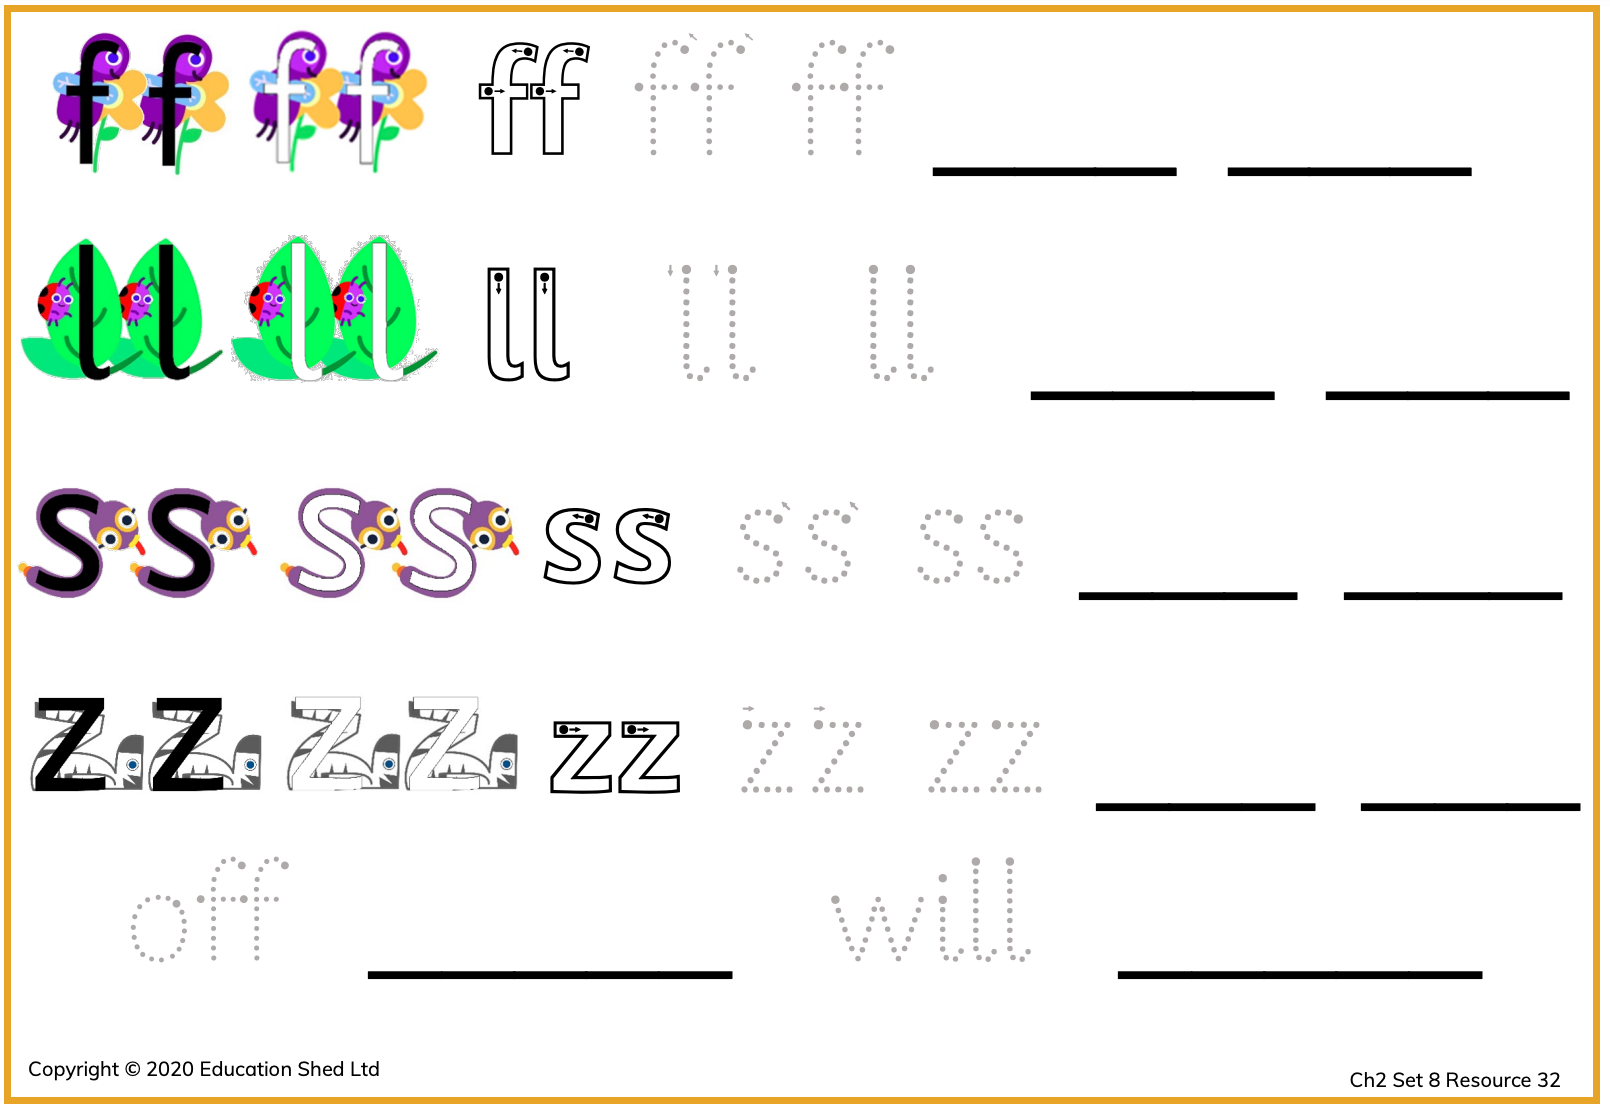 ff ff ff ff ff
ll ll ll ll ll
ss ss ss ss ss
zz zz zz zz zz
off will
Copyright © 2020 Education Shed Ltd
Ch2 Set 8 Resource 32